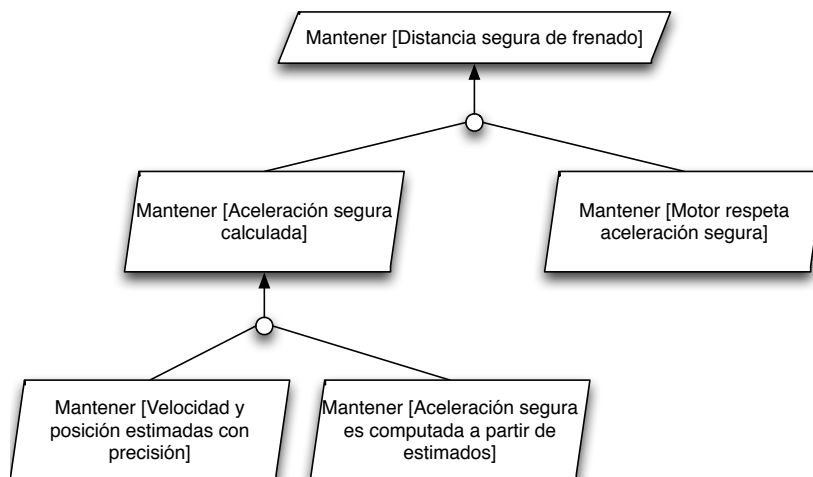 Mantener [Distancia segura de frenado]
Mantener [Aceleración segura
calculada]
Mantener [Motor respeta
aceleración segura]
Mantener [Velocidad y
posición estimadas con
precisión]
Mantener [Aceleración segura
es computada a partir de
estimados]